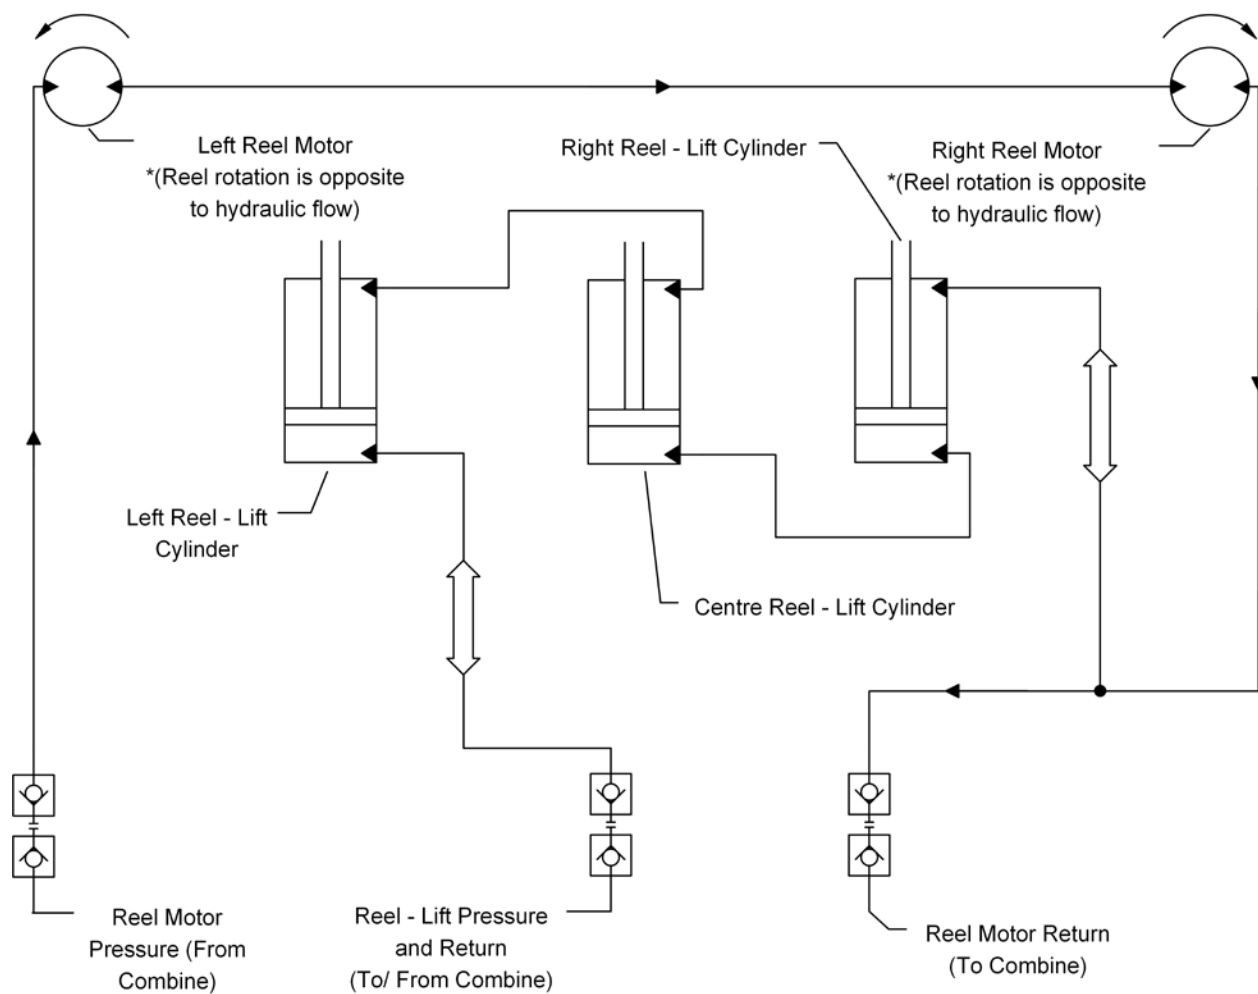 Left Reel Motor
*(Reel rotation is opposite
to hydraulic flow)
Right Reel - Lift Cylinder
Right Reel Motor
*(Reel rotation is opposite
to hydraulic flow)
Left Reel - Lift
Cylinder
Centre Reel - Lift Cylinder
Reel Motor
Pressure (From
Combine)
Reel - Lift Pressure
and Return
(To/ From Combine)
Reel Motor Return
(To Combine)